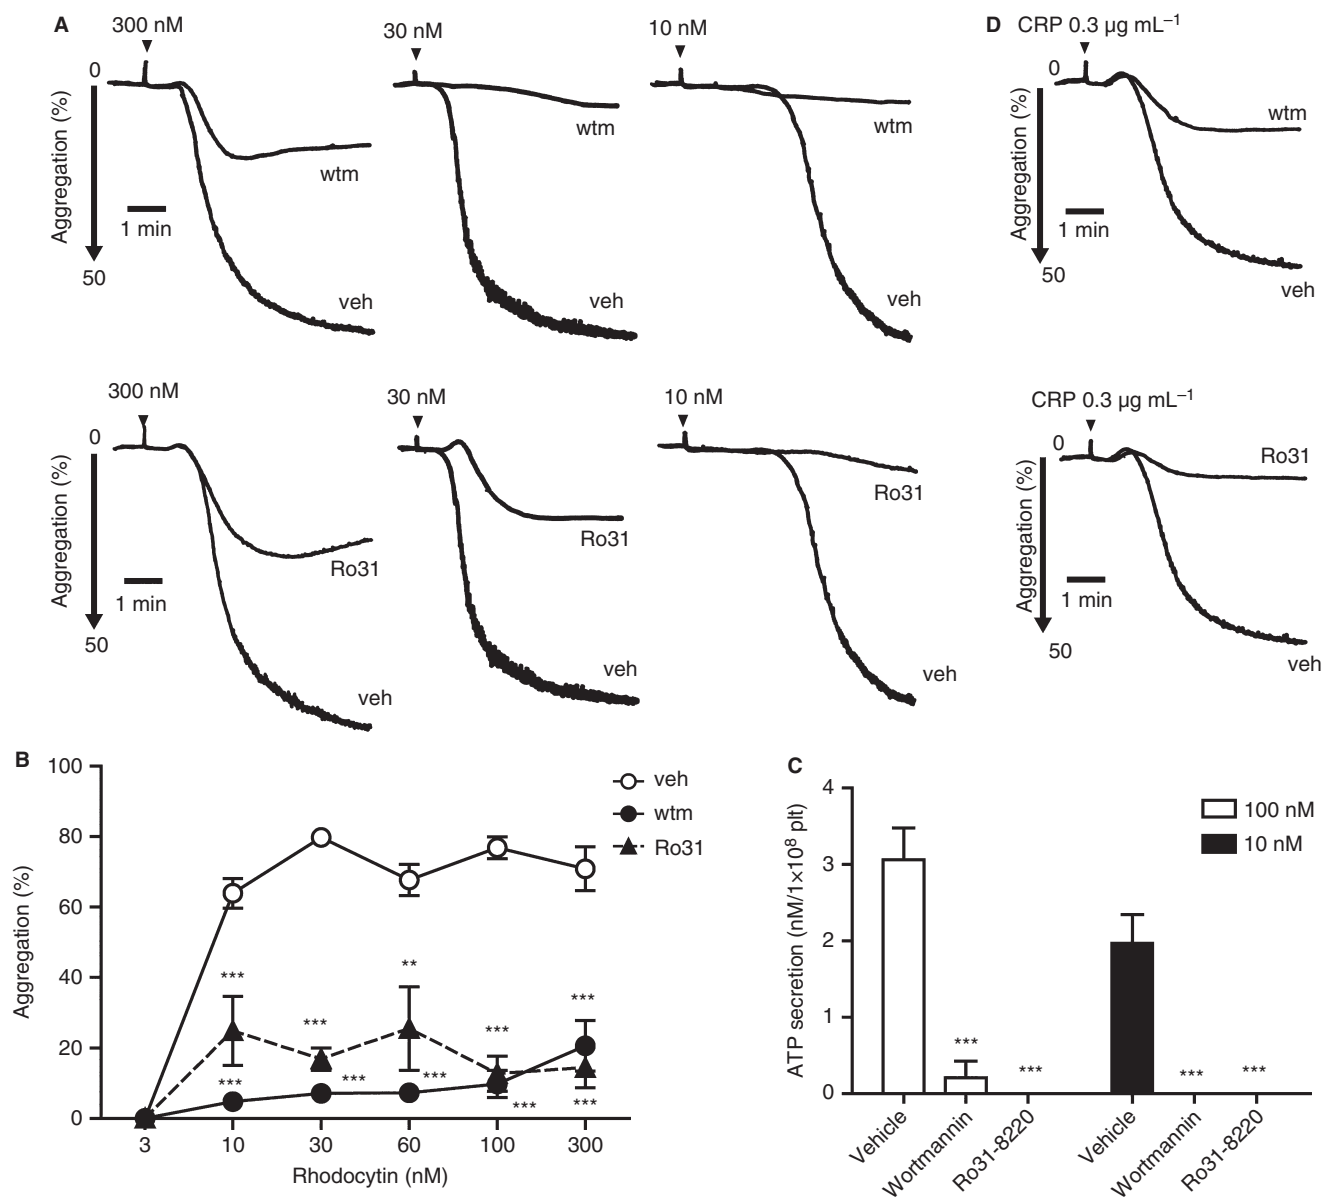 A
300 nM
30 nM
10 nM
0
Aggregation (%)
50
1 min
wtm
veh
wtm
veh
wtm
veh
300 nM
30 nM
10 nM
0
Aggregation (%)
50
1 min
Ro31
veh
Ro31
veh
Ro31
veh
D
CRP 0.3 µg mL⁻¹
0
Aggregation (%)
50
1 min
wtm
veh
CRP 0.3 µg mL⁻¹
0
Aggregation (%)
50
1 min
Ro31
veh
B
100
80
60
40
20
0
Aggregation (%)
veh
wtm
Ro31
***
***
**
***
***
***
***
***
***
***
3 10 30 60 100 300
Rhodocytin (nM)
C
4
3
2
1
0
ATP secretion (nM/1×10⁸ plt)
100 nM
10 nM
***
***
***
***
Vehicle
Wortmannin
Ro31-8220
Vehicle
Wortmannin
Ro31-8220